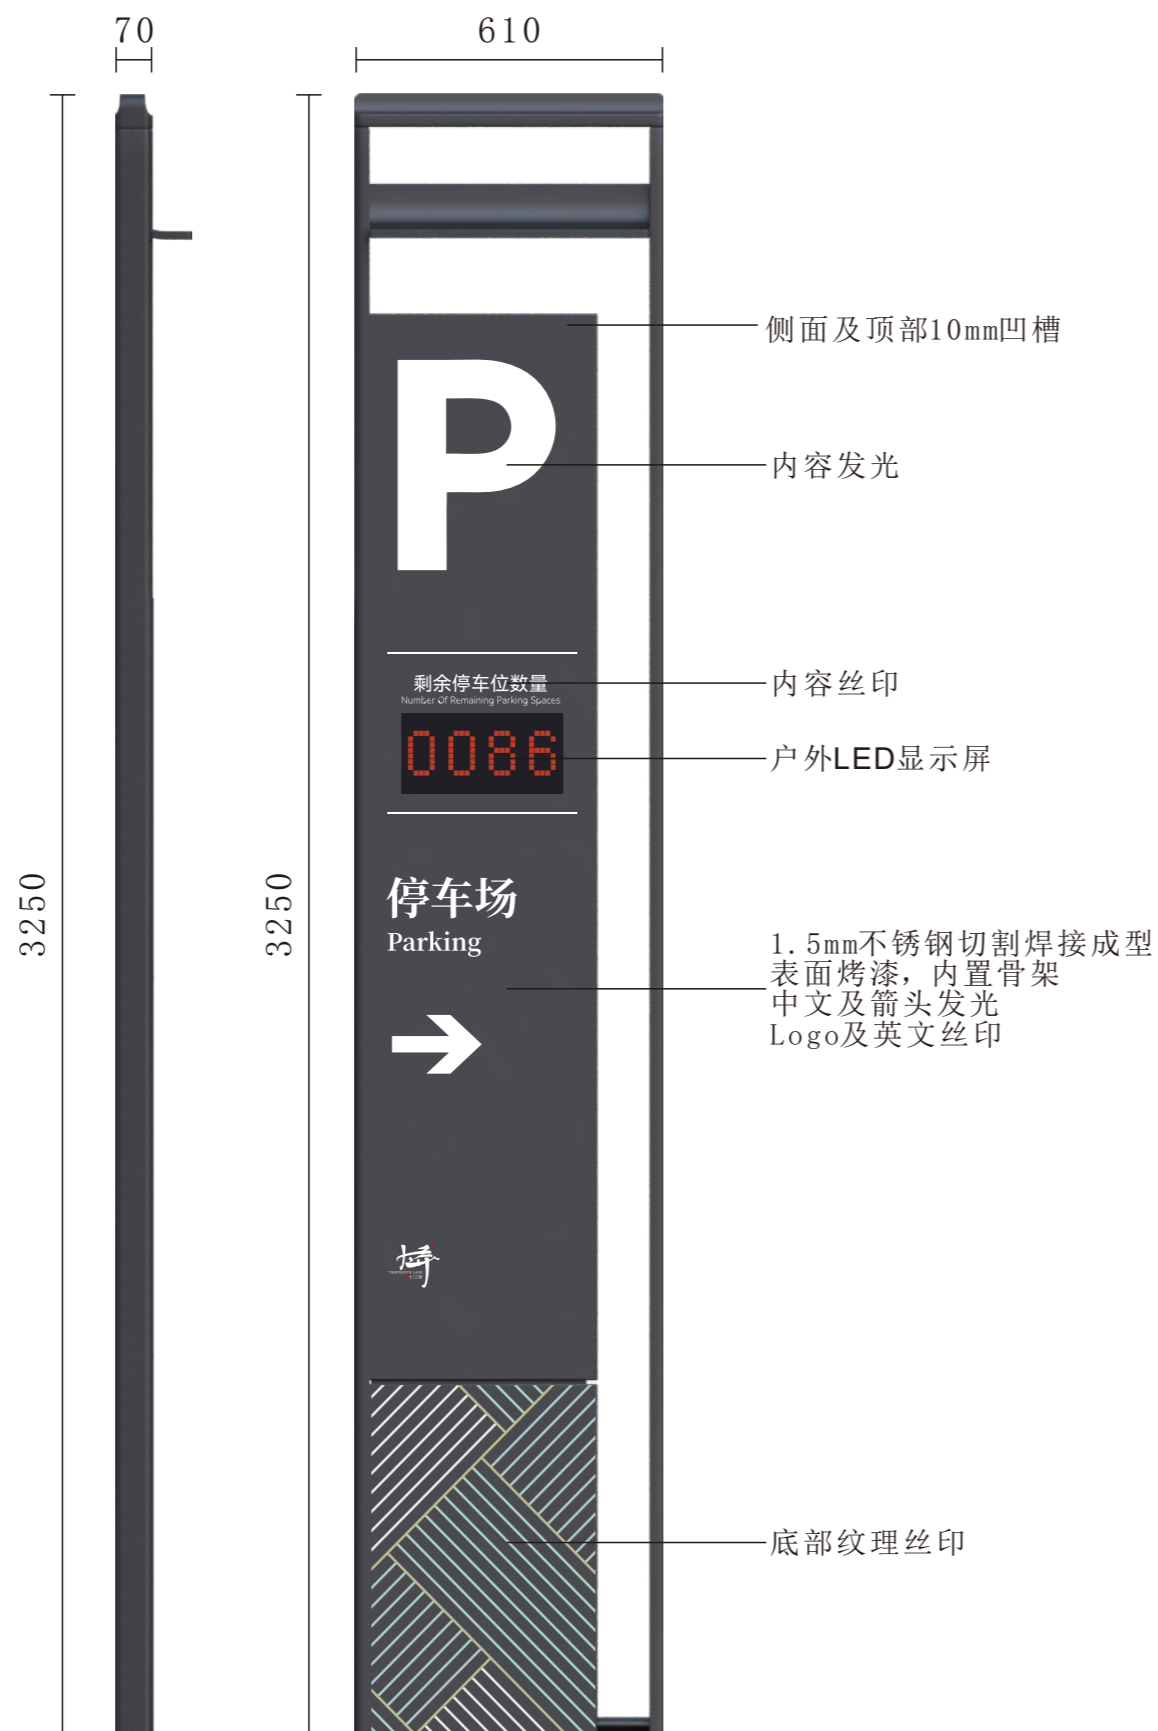 70
610
侧面及顶部10mm凹槽
P
内容发光
剩余停车位数量
Number Of Remaining Parking Spaces
内容丝印
0086
户外LED显示屏
3250
3250
停车场
Parking
1.5mm不锈钢切割焊接成型
表面烤漆，内置骨架
中文及箭头发光
Logo及英文丝印
底部纹理丝印